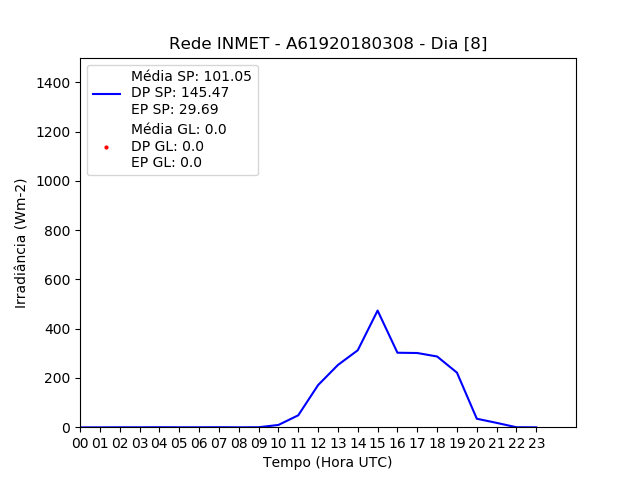 Rede INMET - A61920180308 - Dia [8]
Média SP: 101.05
DP SP: 145.47
EP SP: 29.69
Média GL: 0.0
DP GL: 0.0
EP GL: 0.0
1400
1200
1000
800
600
400
200
0
Irradiância (Wm-2)
00 01 02 03 04 05 06 07 08 09 10 11 12 13 14 15 16 17 18 19 20 21 22 23
Tempo (Hora UTC)